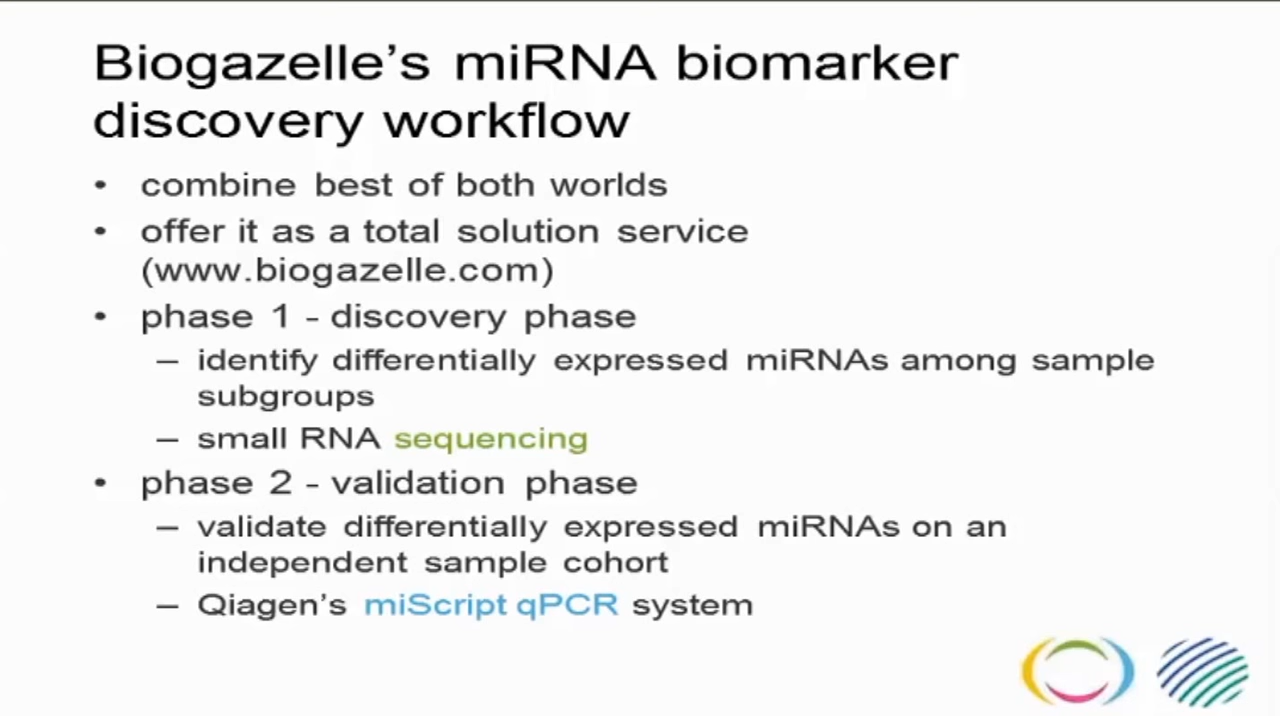 Biogazelle's miRNA biomarker
discovery workflow
• combine best of both worlds
• offer it as a total solution service
(www.biogazelle.com)
• phase 1 - discovery phase
– identify differentially expressed miRNAs among sample
subgroups
– small RNA sequencing
• phase 2 - validation phase
– validate differentially expressed miRNAs on an
independent sample cohort
– Qiagen's miScript qPCR system